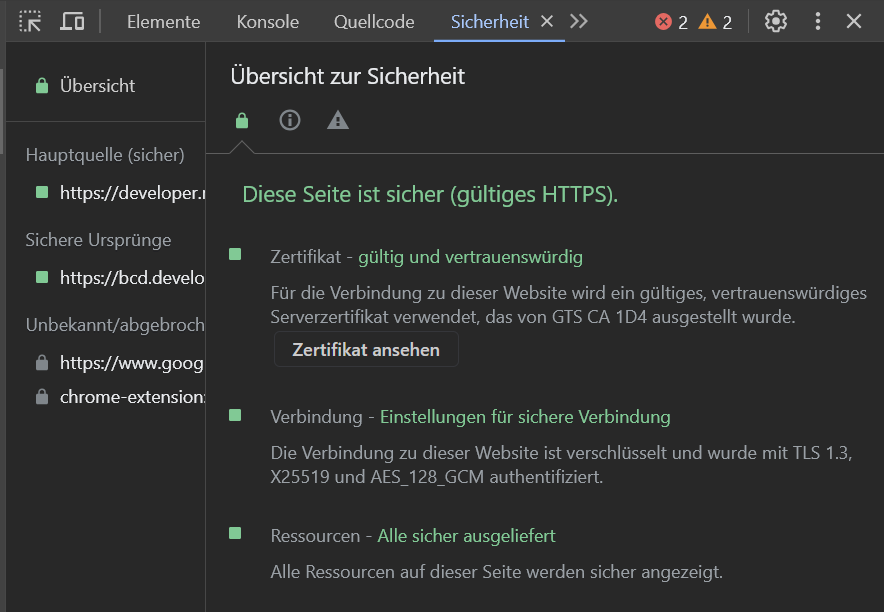 Elemente Konsole Quellcode Sicherheit 2 2
Übersicht
Hauptquelle (sicher)
https://developer.
Sichere Ursprünge
https://bcd.develo
Unbekannt/abgebroch
https://www.goog
chrome-extension:
Übersicht zur Sicherheit
Diese Seite ist sicher (gültiges HTTPS).
Zertifikat - gültig und vertrauenswürdig
Für die Verbindung zu dieser Website wird ein gültiges, vertrauenswürdiges
Serverzertifikat verwendet, das von GTS CA 1D4 ausgestellt wurde.
Zertifikat ansehen
Verbindung - Einstellungen für sichere Verbindung
Die Verbindung zu dieser Website ist verschlüsselt und wurde mit TLS 1.3,
X25519 und AES_128_GCM authentifiziert.
Ressourcen - Alle sicher ausgeliefert
Alle Ressourcen auf dieser Seite werden sicher angezeigt.